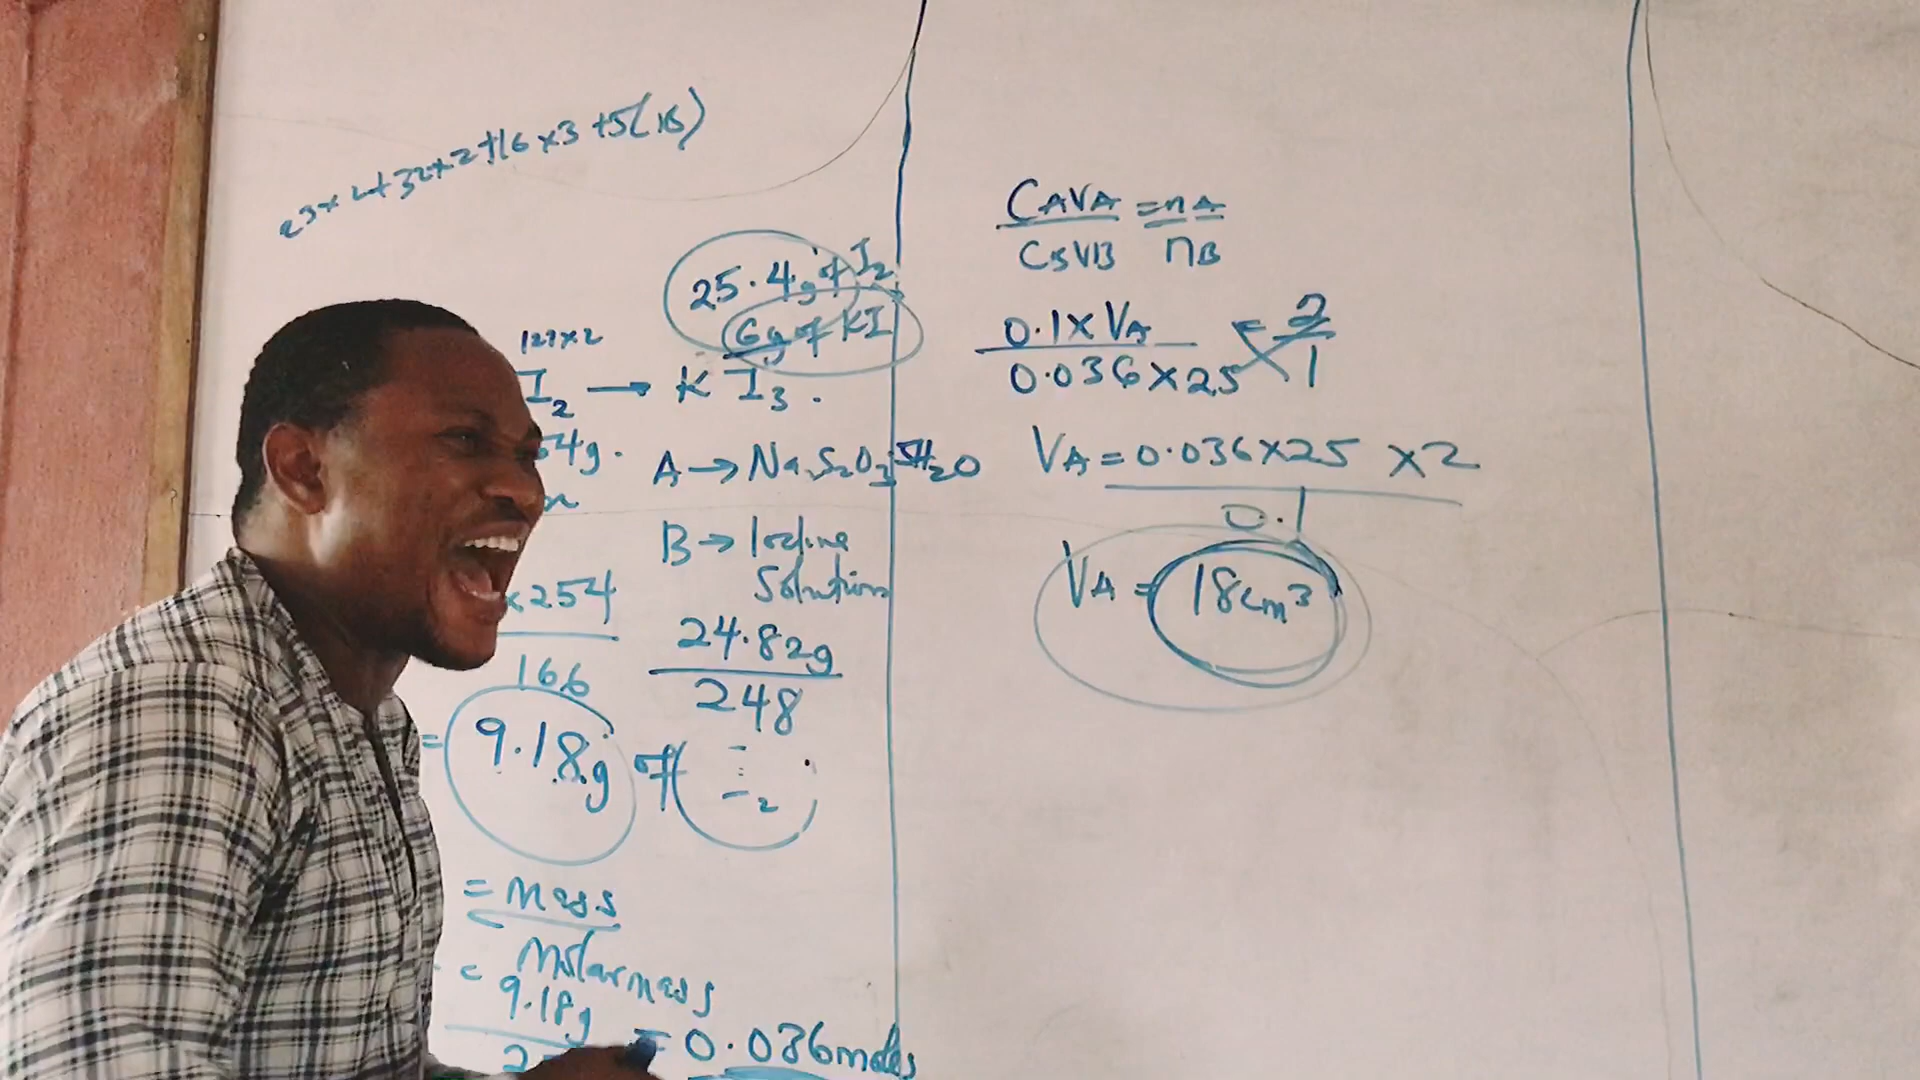 23×2+32×2+16×3+5(18)
25.4g of I2
6g of KI
127×2
I2 → KI3.
54g.
A → Na2S2O3 5H2O
B → Iodine
Solution
×254
166
24.82g
248
= 9.18g of
= Mass
Molar mass
= 9.18g
= 0.036moles
CAVA = nA
CBVB nB
0.1×VA = 2
0.036×25 1
VA = 0.036×25×2
0.1
VA = 18cm3